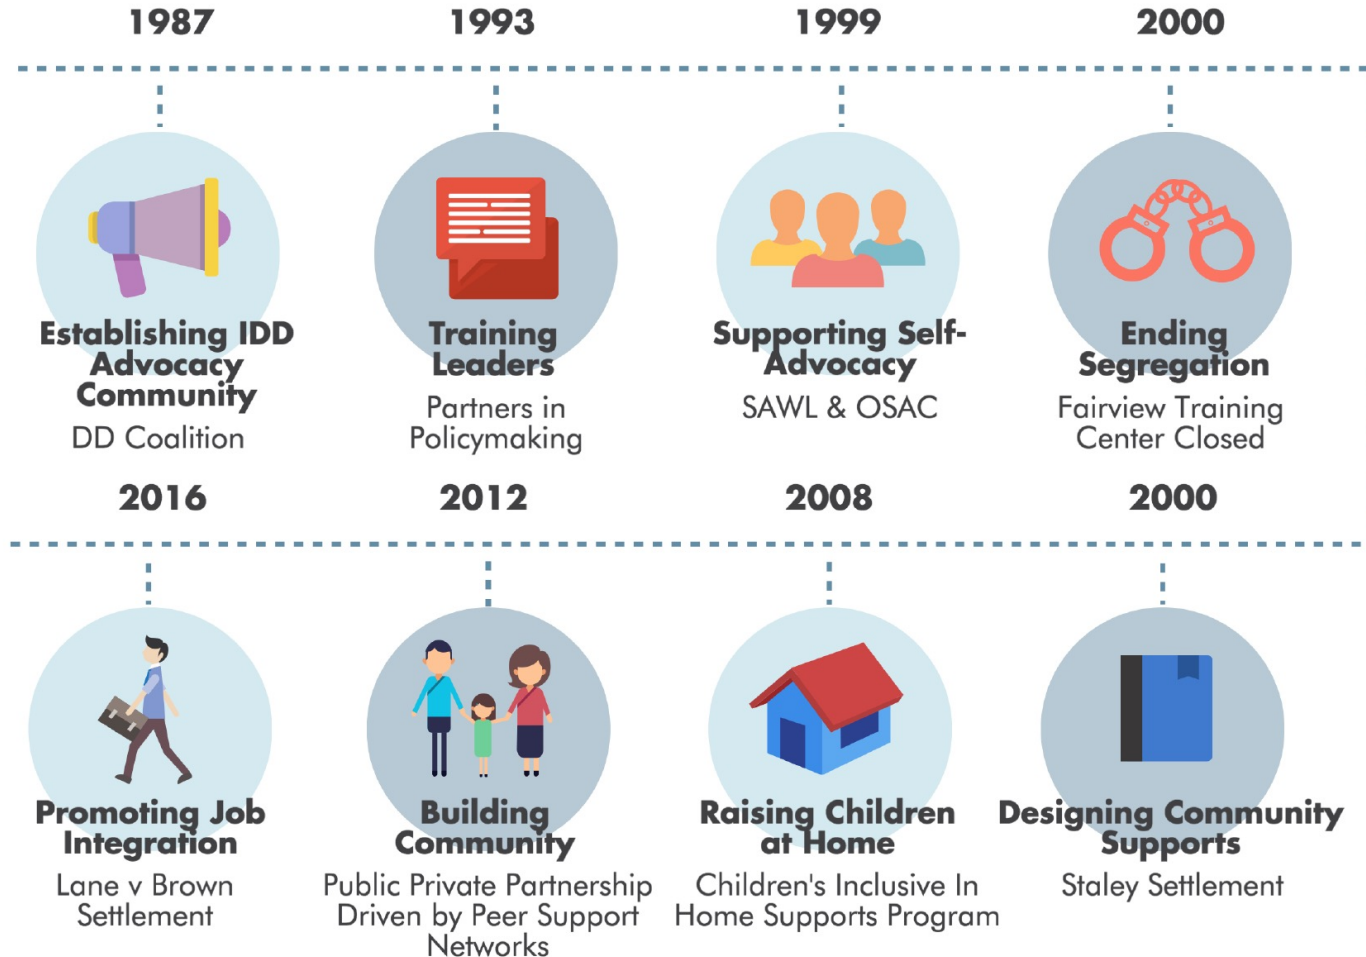 1987
1993
1999
2000
Establishing IDD
Advocacy
Community
DD Coalition
Training
Leaders
Partners in
Policymaking
Supporting Self-
Advocacy
SAWL & OSAC
Ending
Segregation
Fairview Training
Center Closed
2016
2012
2008
2000
Promoting Job
Integration
Lane v Brown
Settlement
Building
Community
Public Private Partnership
Driven by Peer Support
Networks
Raising Children
at Home
Children's Inclusive In
Home Supports Program
Designing Community
Supports
Staley Settlement